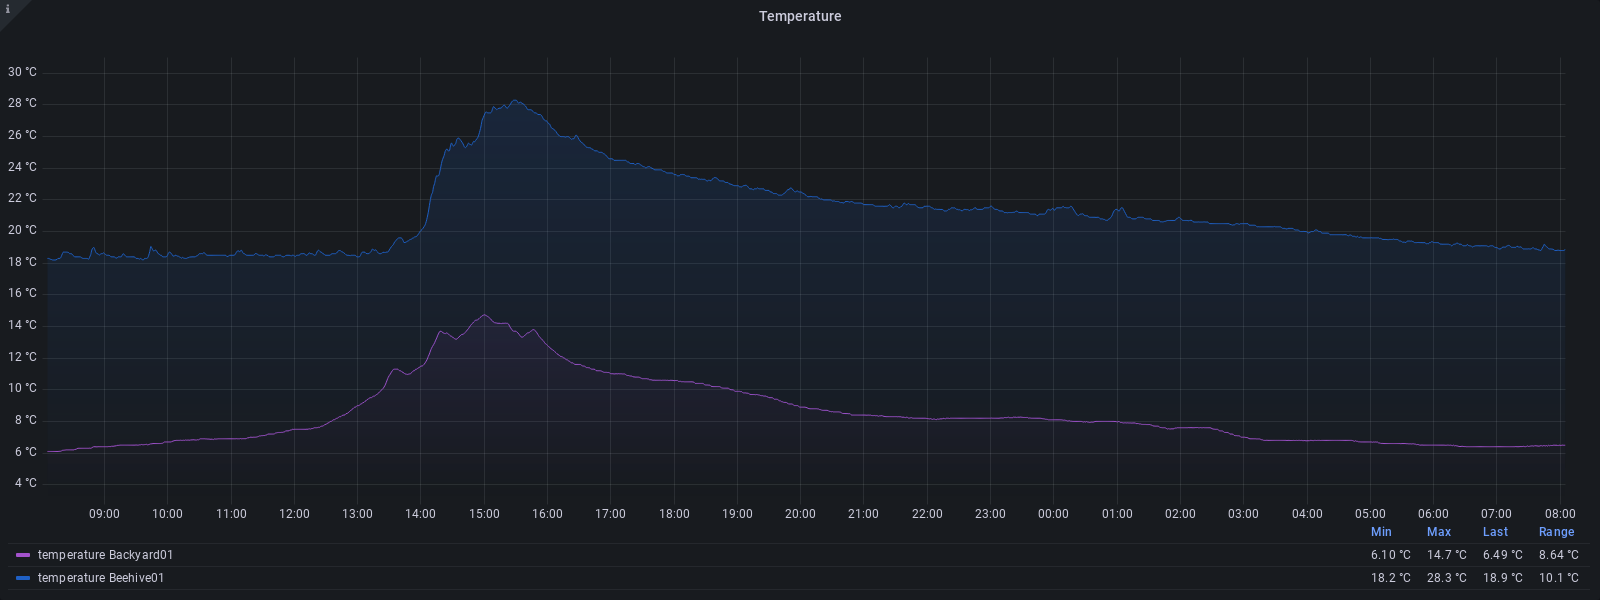 i
Temperature
30 °C
28 °C
26 °C
24 °C
22 °C
20 °C
18 °C
16 °C
14 °C
12 °C
10 °C
8 °C
6 °C
4 °C
09:00 10:00 11:00 12:00 13:00 14:00 15:00 16:00 17:00 18:00 19:00 20:00 21:00 22:00 23:00 00:00 01:00 02:00 03:00 04:00 05:00 06:00 07:00 08:00
Min Max Last Range
temperature Backyard01 6.10 °C 14.7 °C 6.49 °C 8.64 °C
temperature Beehive01 18.2 °C 28.3 °C 18.9 °C 10.1 °C